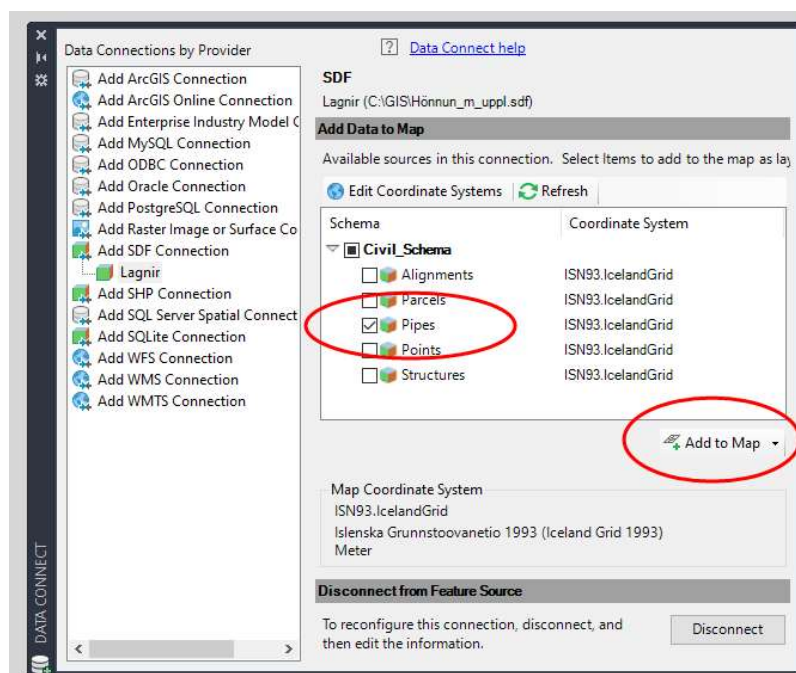 Data Connections by Provider
Add ArcGIS Connection
Add ArcGIS Online Connection
Add Enterprise Industry Model C
Add MySQL Connection
Add ODBC Connection
Add Oracle Connection
Add PostgreSQL Connection
Add Raster Image or Surface Co
Add SDF Connection
Lagnir
Add SHP Connection
Add SQL Server Spatial Connect
Add SQLite Connection
Add WFS Connection
Add WMS Connection
Add WMTS Connection
DATA CONNECT
? Data Connect help
SDF
Lagnir (C:\GIS\Hönnun_m_uppl.sdf)
Add Data to Map
Available sources in this connection. Select Items to add to the map as lay
Edit Coordinate Systems Refresh
Schema Coordinate System
Civil_Schema
Alignments ISN93.IcelandGrid
Parcels ISN93.IcelandGrid
Pipes ISN93.IcelandGrid
Points ISN93.IcelandGrid
Structures ISN93.IcelandGrid
Add to Map
Map Coordinate System
ISN93.IcelandGrid
Islenska Grunnstoovanetio 1993 (Iceland Grid 1993)
Meter
Disconnect from Feature Source
To reconfigure this connection, disconnect, and
then edit the information.
Disconnect